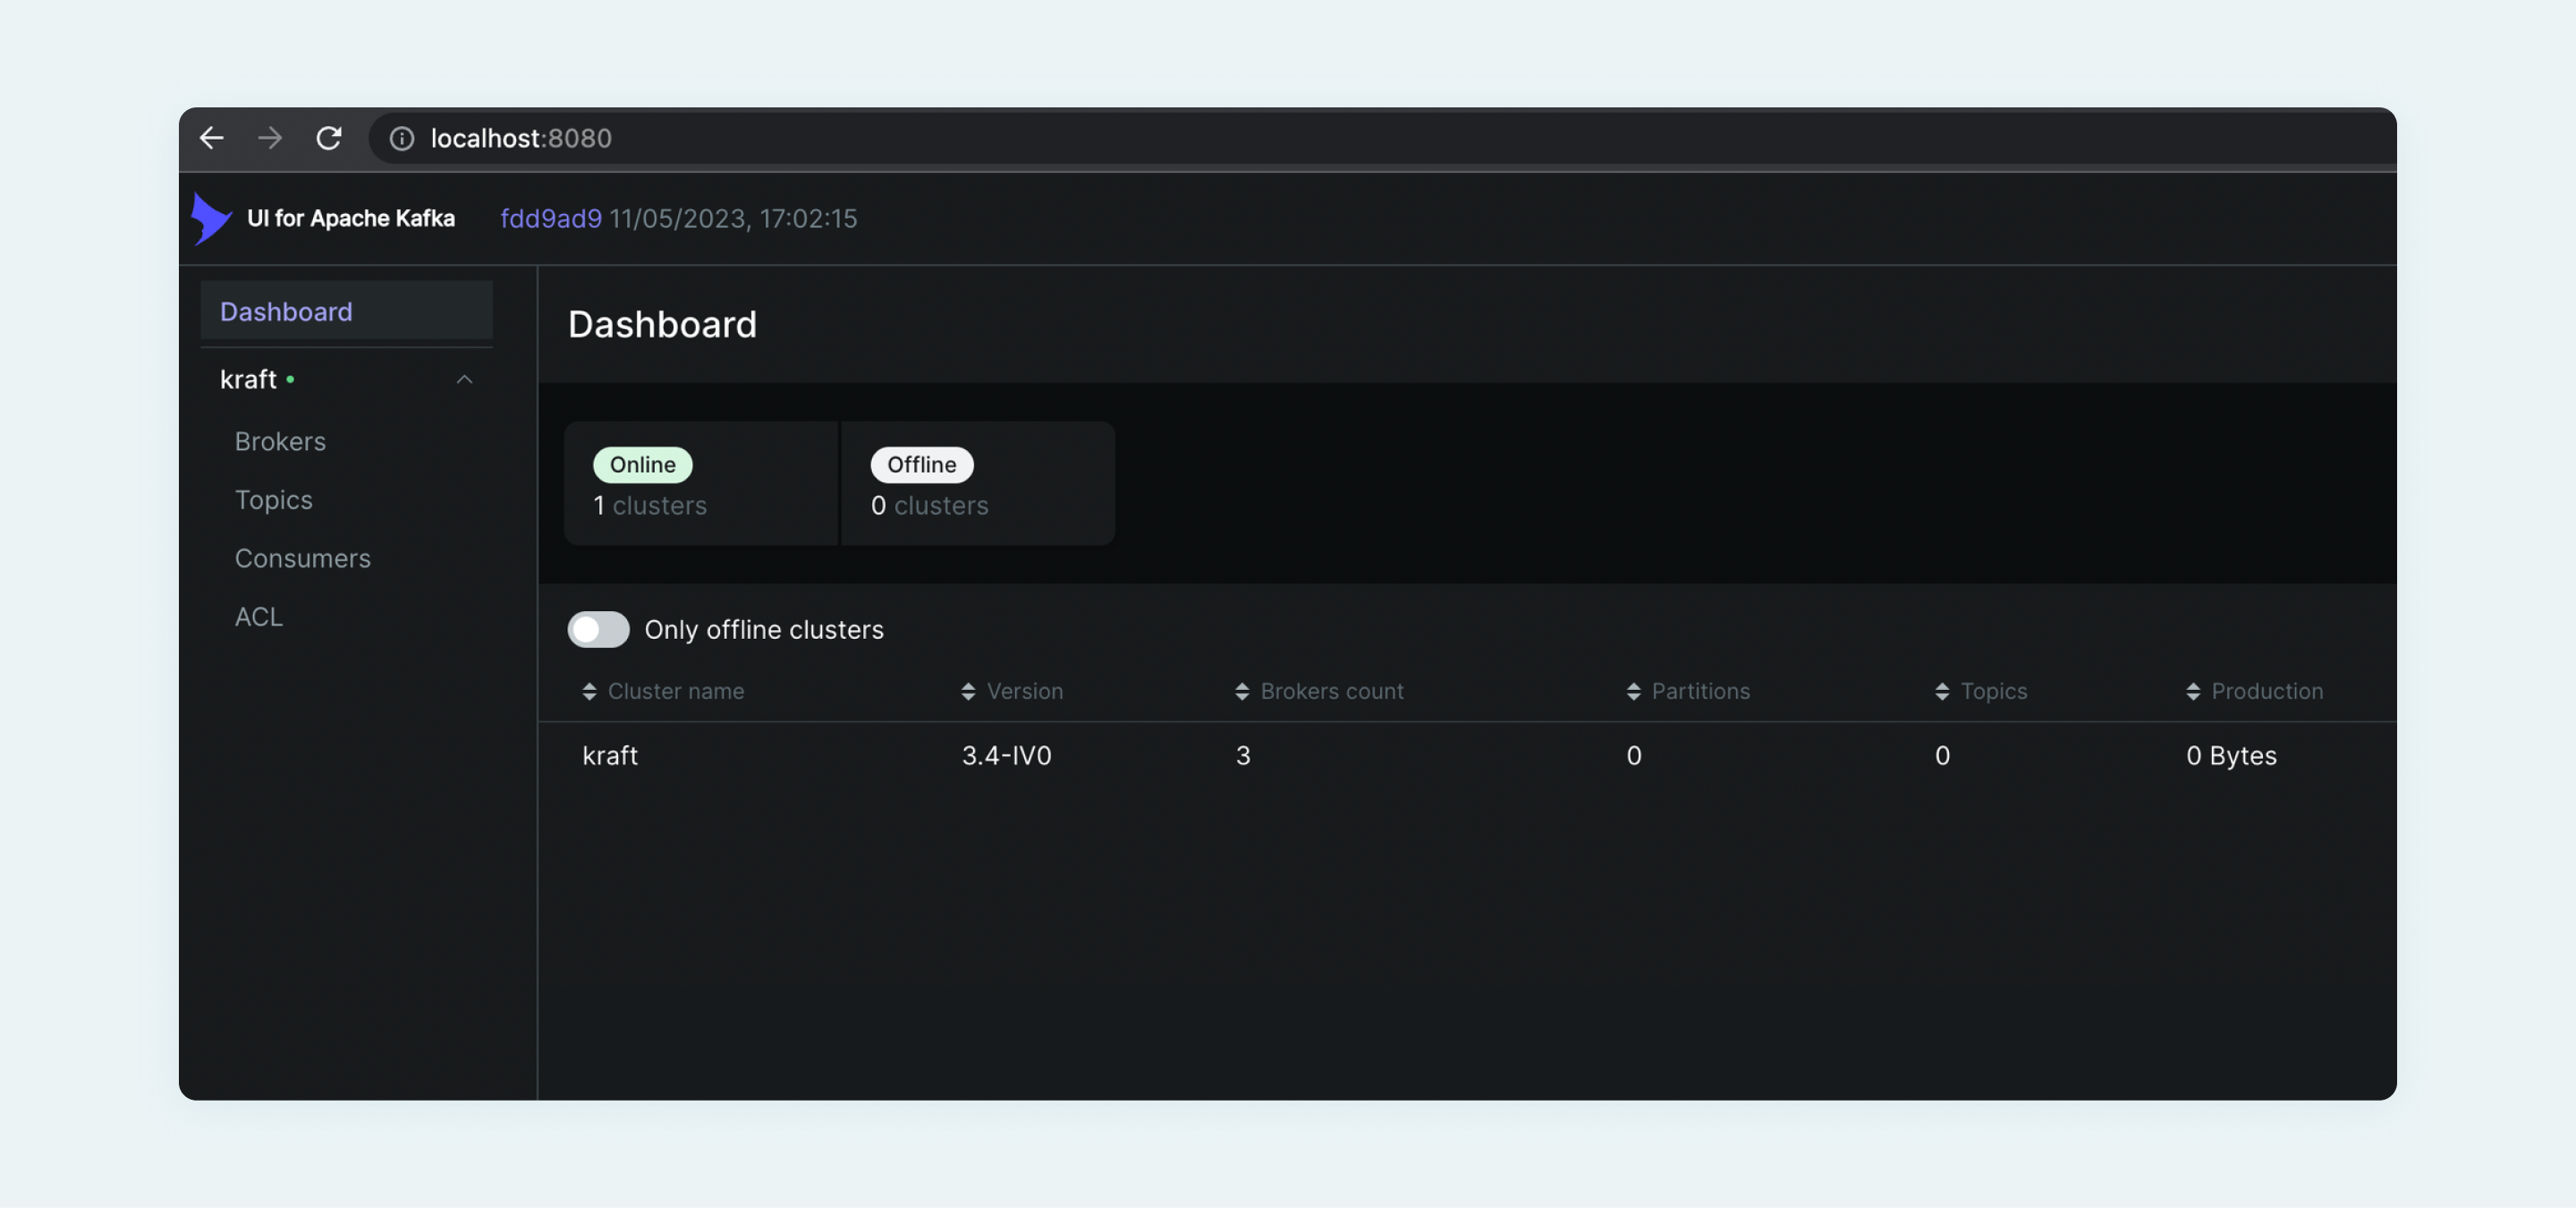 localhost:8080
UI for Apache Kafka fdd9ad9 11/05/2023, 17:02:15
Dashboard
kraft
Brokers
Topics
Consumers
ACL
Dashboard
Online Offline
1 clusters 0 clusters
Only offline clusters
Cluster name Version Brokers count Partitions Topics Production
kraft 3.4-IV0 3 0 0 0 Bytes